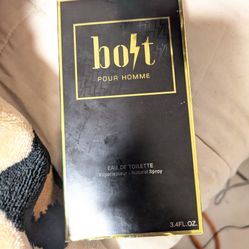 bolt
POUR HOMME
EAU DE TOILETTE
Vaporisateur - Natural Spray
3.4FL.OZ.